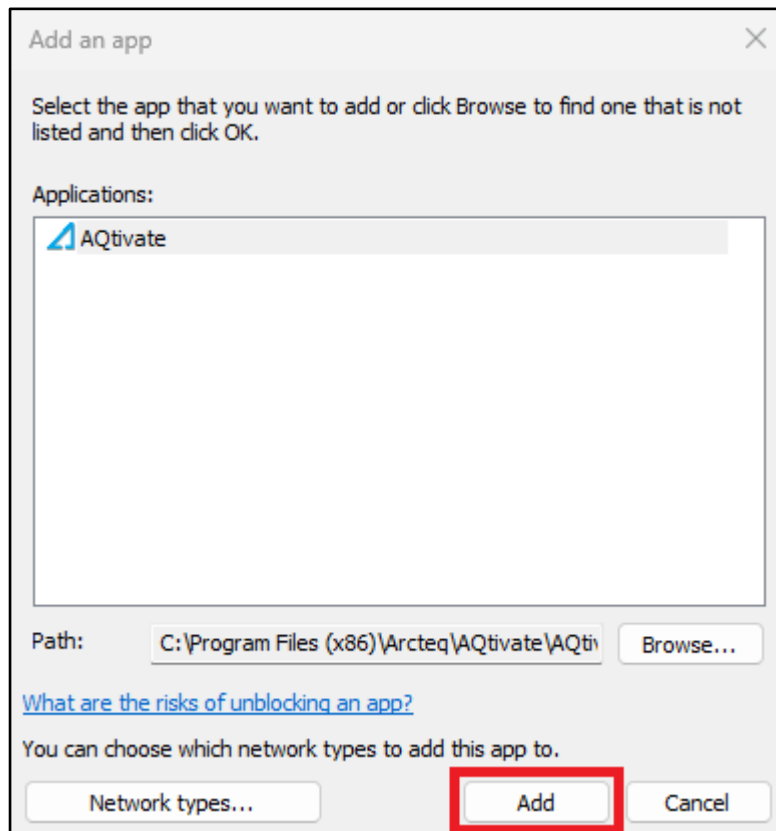 Add an app
Select the app that you want to add or click Browse to find one that is not
listed and then click OK.
Applications:
AQtivate
Path: C:\Program Files (x86)\Arcteq\AQtivate\AQtiv Browse...
What are the risks of unblocking an app?
You can choose which network types to add this app to.
Network types... Add Cancel